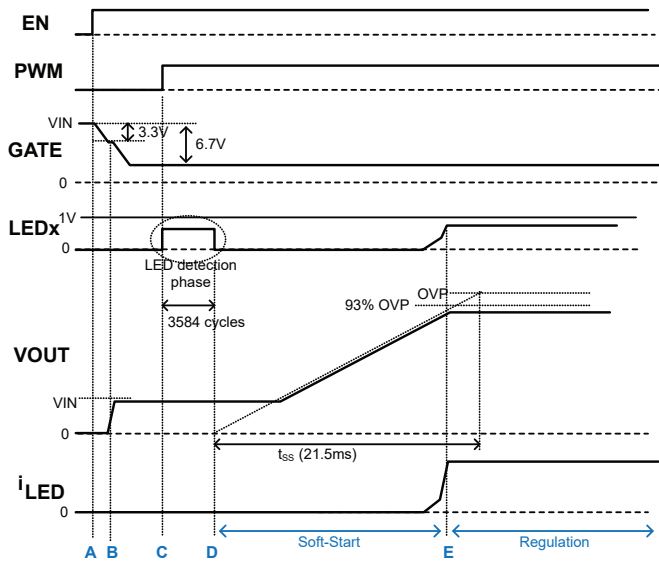 EN
PWM
VIN
3.3V
6.7V
GATE
0
1V
LEDx
0
LED detection
phase
OVP
93% OVP
3584 cycles
VOUT
VIN
0
tSS (21.5ms)
iLED
0
A
B
C
D
Soft-Start
E
Regulation